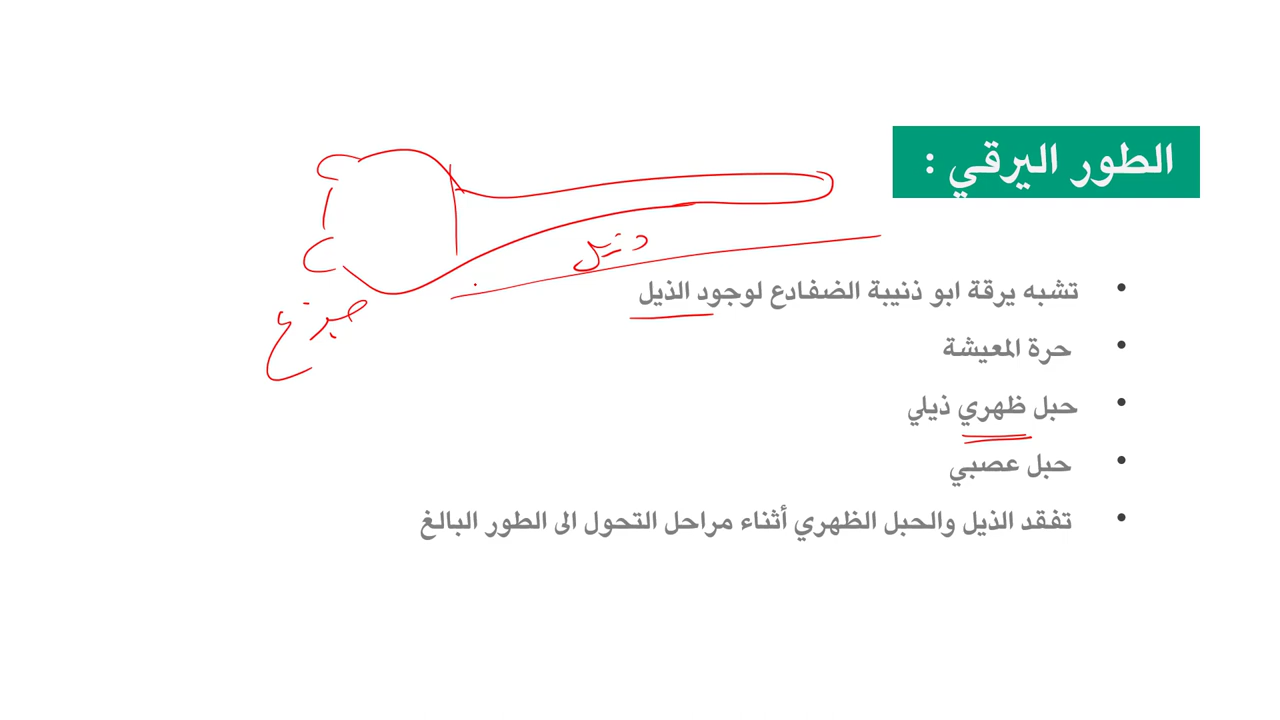 الطور اليرقي :
ذيل
جذع
• تشبه يرقة ابو ذنيبة الضفادع لوجود الذيل
• حرة المعيشة
• حبل ظهري ذيلي
• حبل عصبي
• تفقد الذيل والحبل الظهري أثناء مراحل التحول الى الطور البالغ